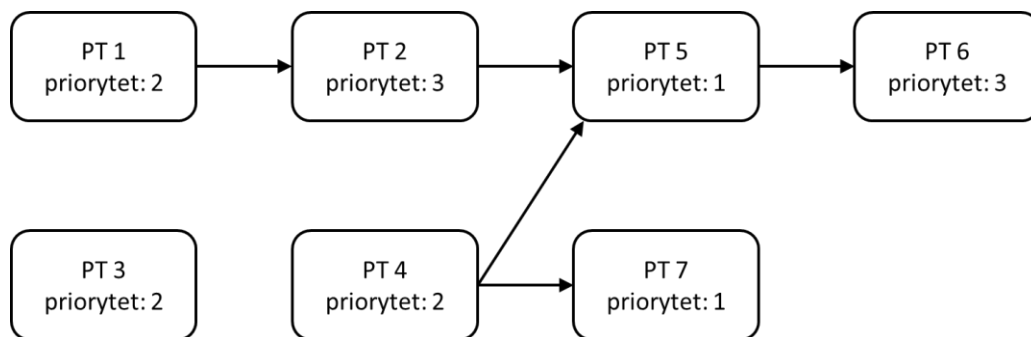 PT 1
priorytet: 2
PT 2
priorytet: 3
PT 5
priorytet: 1
PT 6
priorytet: 3
PT 3
priorytet: 2
PT 4
priorytet: 2
PT 7
priorytet: 1